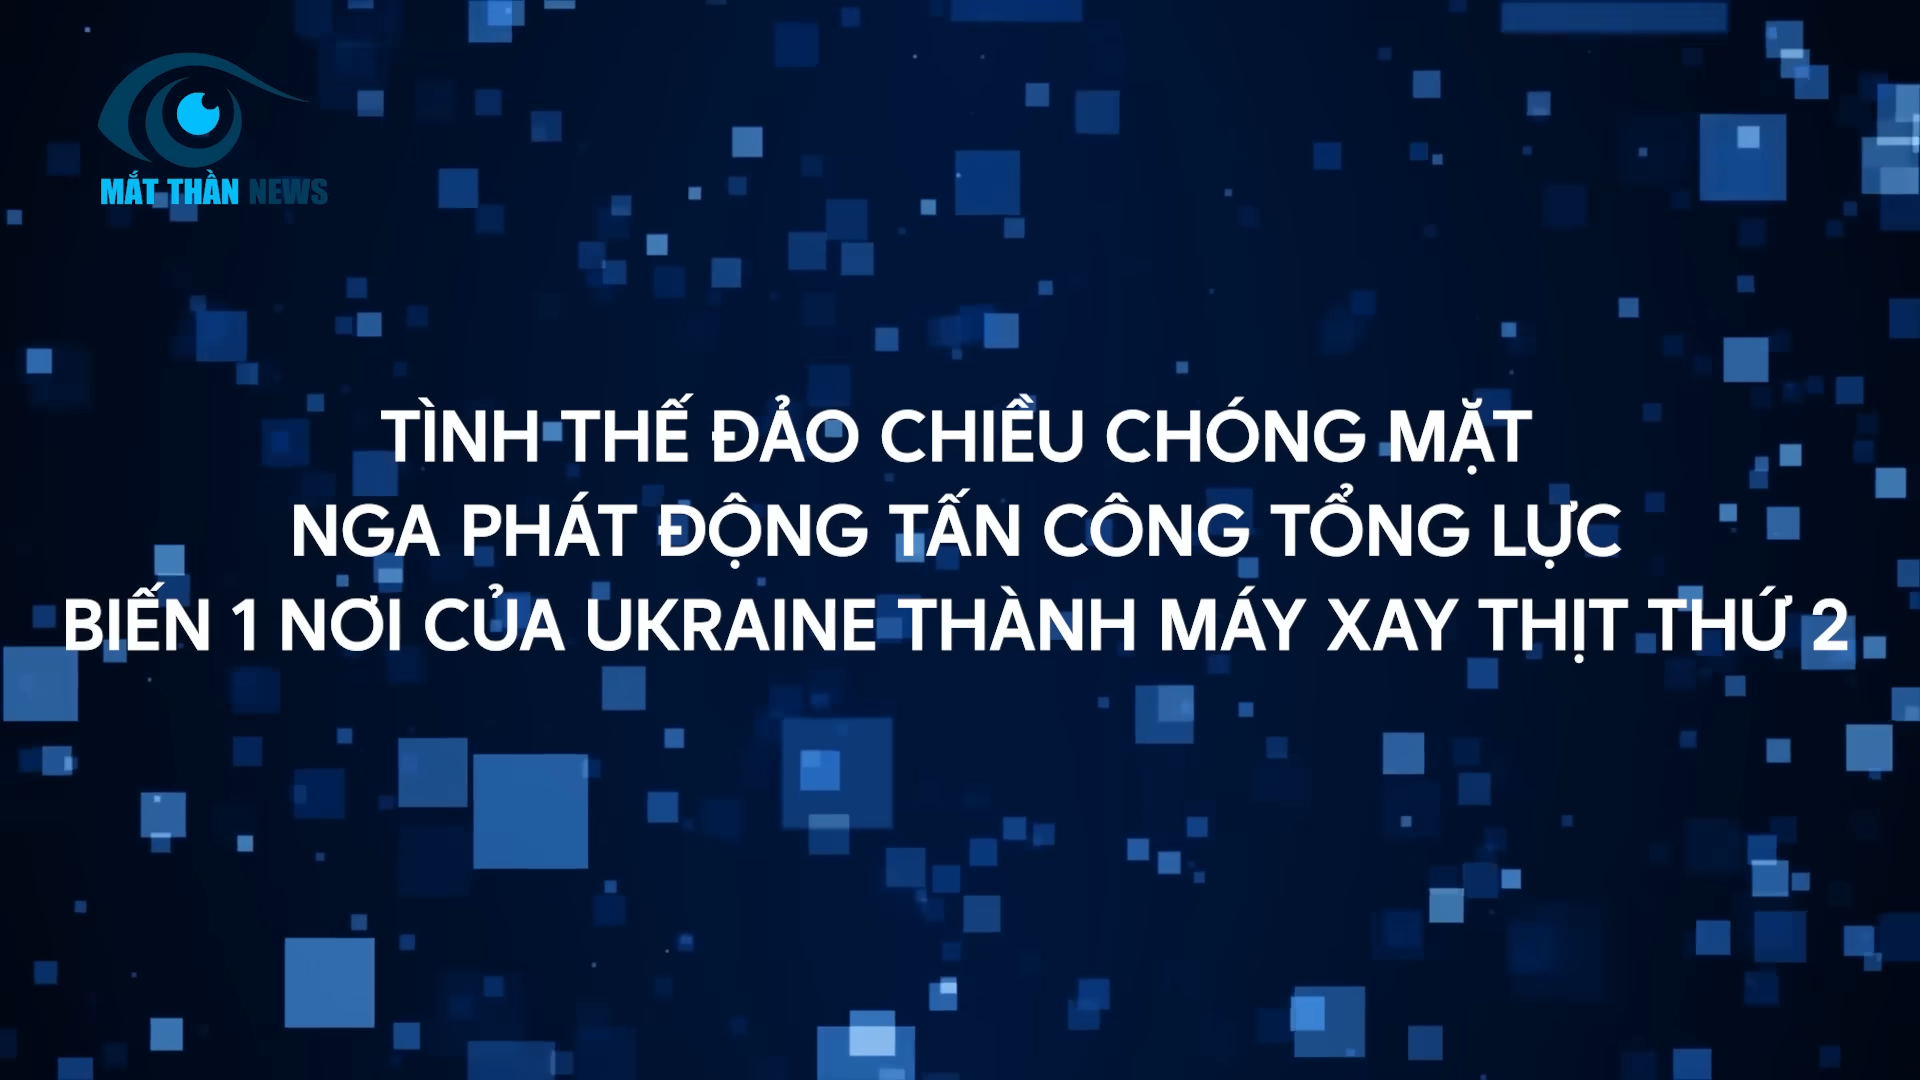 MẮT THẦN NEWS
TÌNH THẾ ĐẢO CHIỀU CHÓNG MẶT
NGA PHÁT ĐỘNG TẤN CÔNG TỔNG LỰC
BIẾN 1 NƠI CỦA UKRAINE THÀNH MÁY XAY THỊT THỨ 2